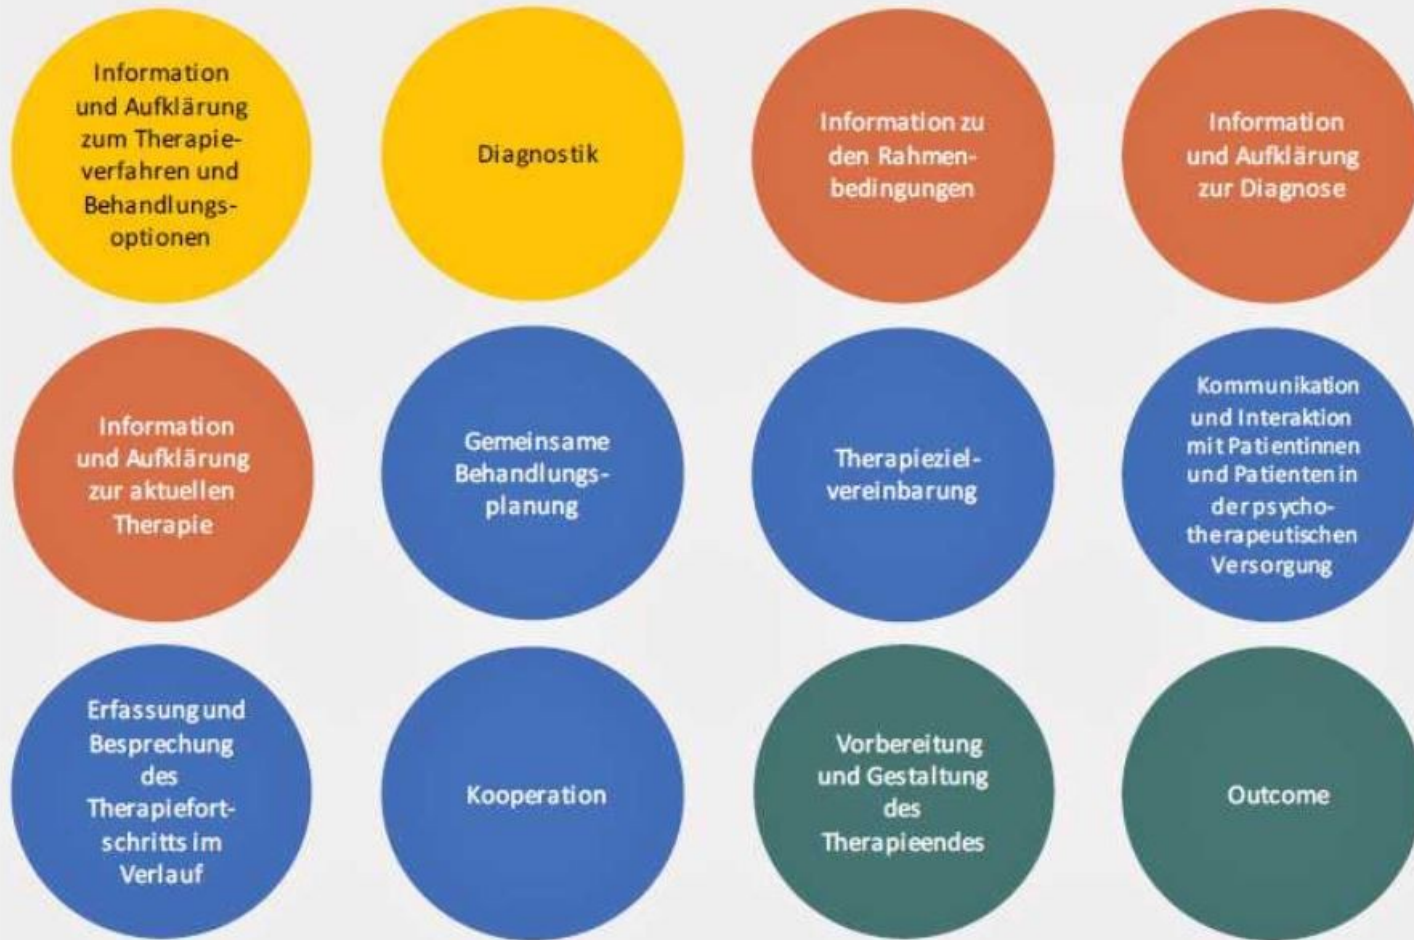 Information
und Aufklärung
zum Therapie-
verfahren und
Behandlungs-
optionen
Diagnostik
Information zu
den Rahmen-
bedingungen
Information
und Aufklärung
zur Diagnose
Information
und Aufklärung
zur aktuellen
Therapie
Gemeinsame
Behandlungs-
planung
Therapieziel-
vereinbarung
Kommunikation
und Interaktion
mit Patientinnen
und Patienten in
der psycho-
therapeutischen
Versorgung
Erfassung und
Besprechung
des
Therapiefort-
schritts im
Verlauf
Kooperation
Vorbereitung
und Gestaltung
des
Therapieendes
Outcome